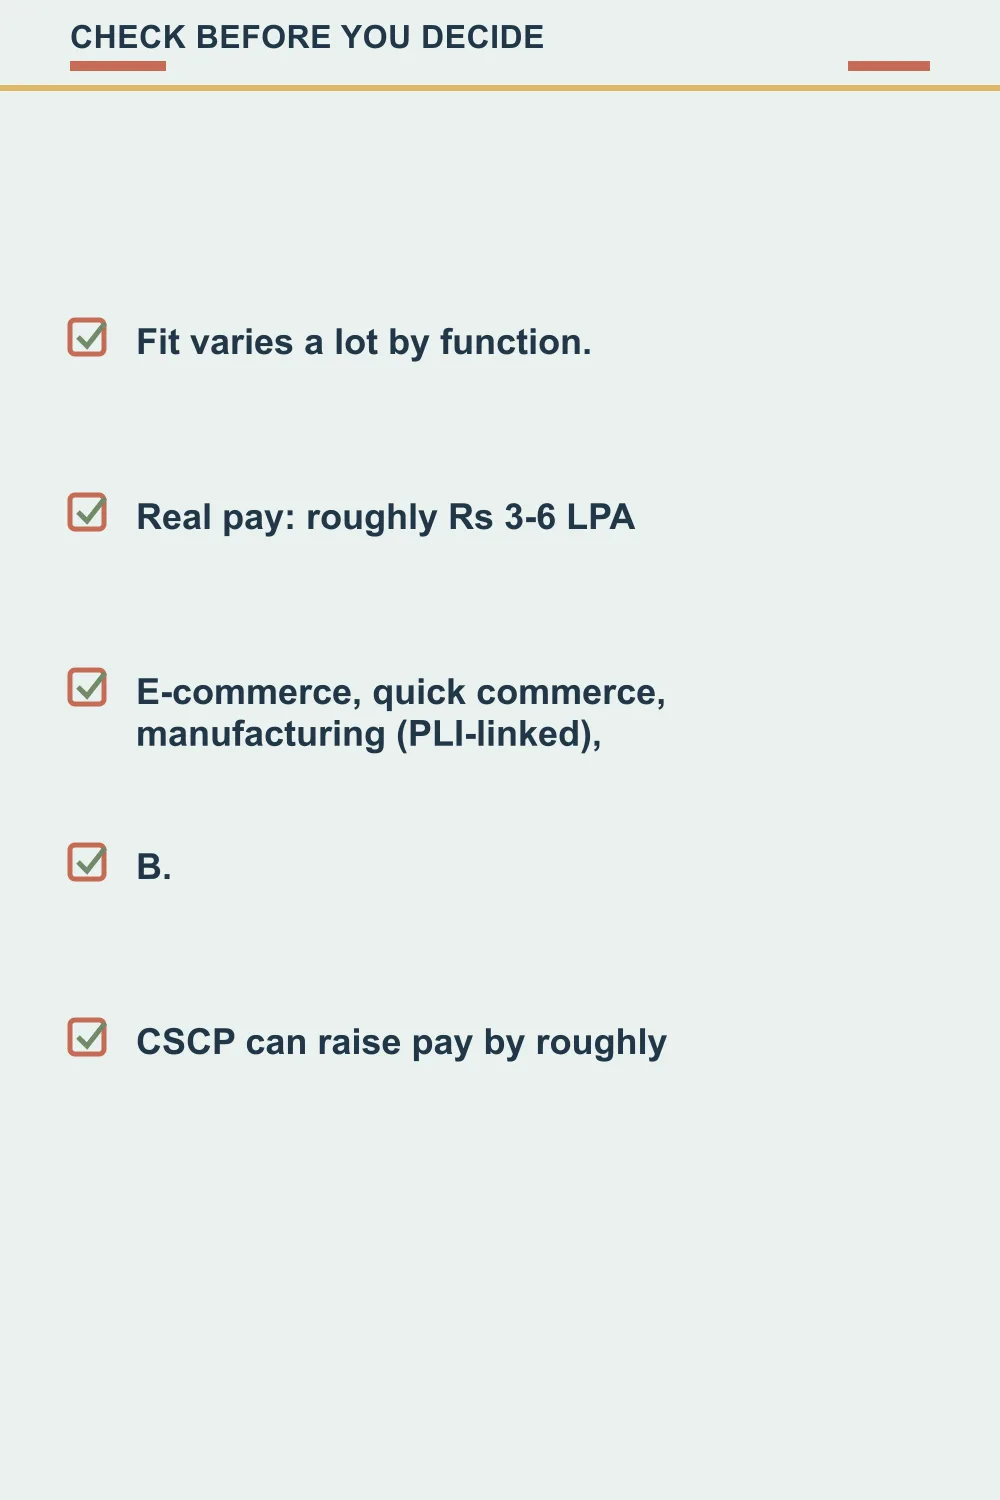 CHECK BEFORE YOU DECIDE
Fit varies a lot by function.
Real pay: roughly Rs 3-6 LPA
E-commerce, quick commerce,
manufacturing (PLI-linked),
B.
CSCP can raise pay by roughly